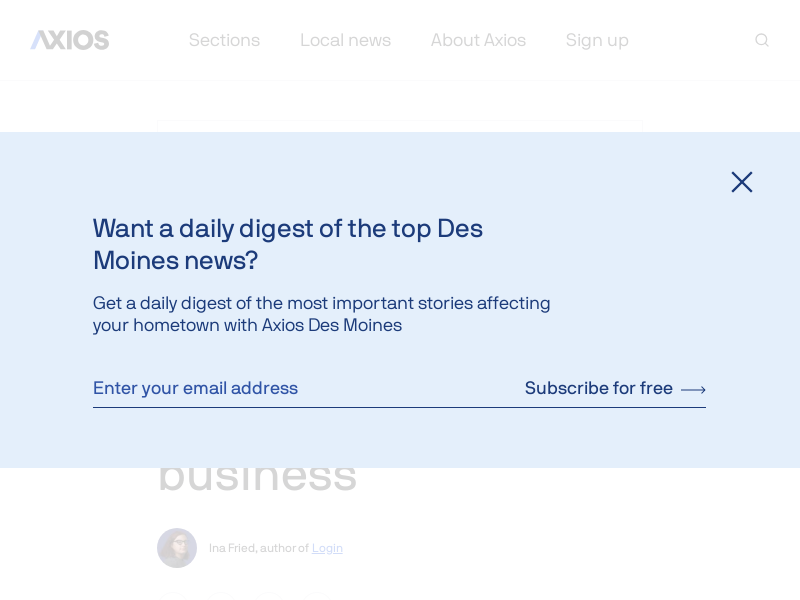 AXIOS Sections Local news About Axios Sign up
Want a daily digest of the top Des
Moines news?
Get a daily digest of the most important stories affecting
your hometown with Axios Des Moines
Enter your email address Subscribe for free
business
Ina Fried, author of Login